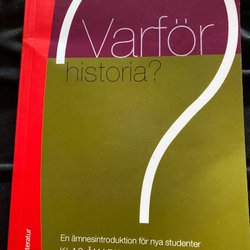 Varför
historia?
En ämnesintroduktion för nya studenter